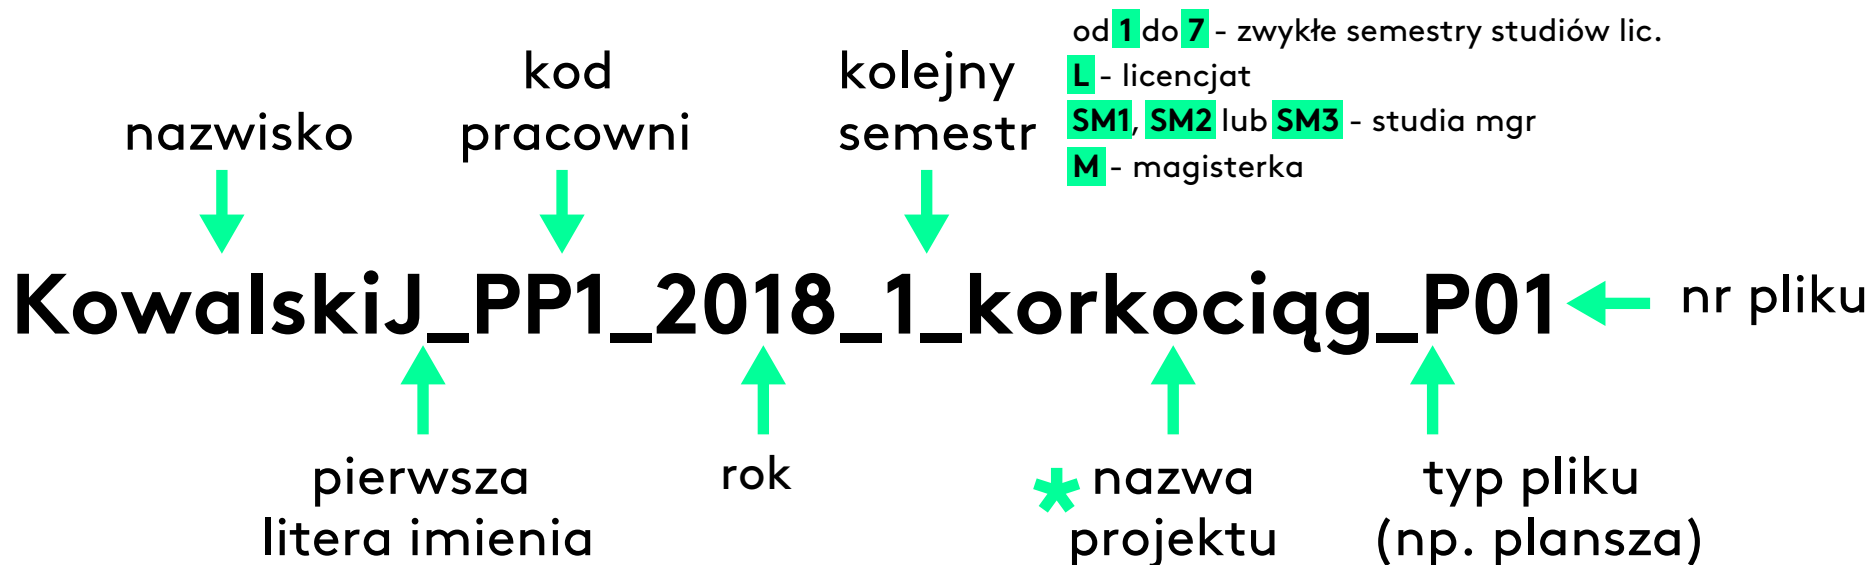 od 1 do 7 - zwykłe semestry studiów lic.
L - licencjat
SM1, SM2 lub SM3 - studia mgr
M - magisterka
nazwisko
kod
pracowni
kolejny
semestr
KowalskiJ_PP1_2018_1_korkociąg_P01
nr pliku
pierwsza
litera imienia
rok
* nazwa
projektu
typ pliku
(np. plansza)